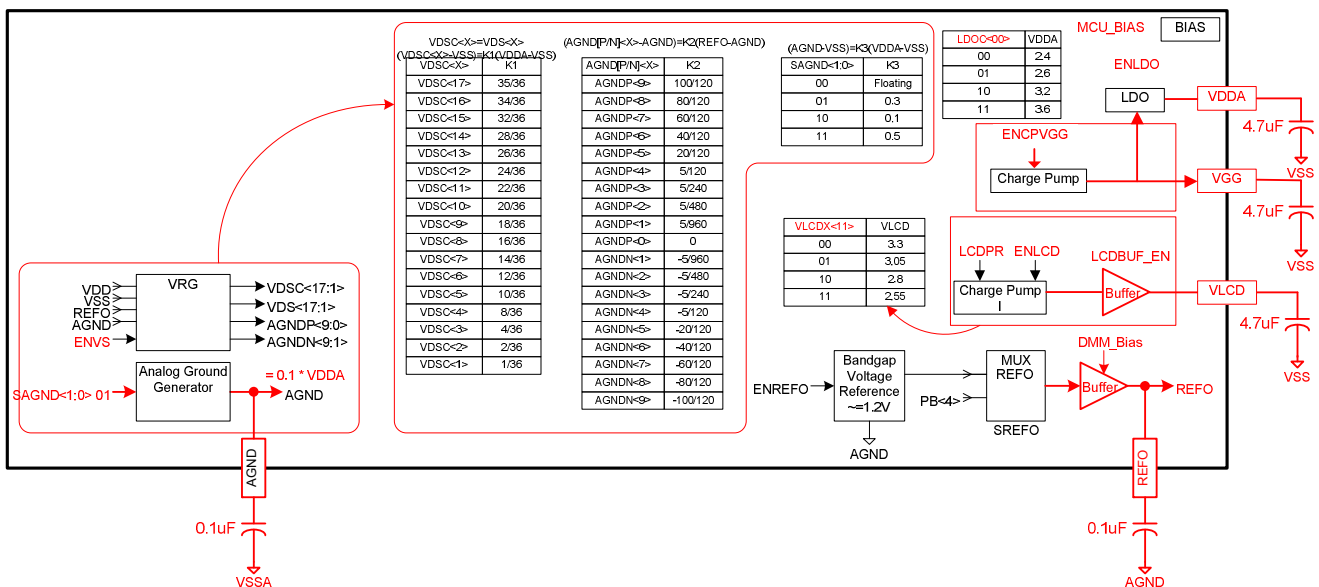 MCU_BIAS
BIAS
VDSC<X>=VDS<X>
(VDSC<X>-VSS)=K1(VDDA-VSS)
VDSC<X> K1
VDSC<17> 35/36
VDSC<16> 34/36
VDSC<15> 32/36
VDSC<14> 28/36
VDSC<13> 26/36
VDSC<12> 24/36
VDSC<11> 22/36
VDSC<10> 20/36
VDSC<9> 18/36
VDSC<8> 16/36
VDSC<7> 14/36
VDSC<6> 12/36
VDSC<5> 10/36
VDSC<4> 8/36
VDSC<3> 4/36
VDSC<2> 2/36
VDSC<1> 1/36
(AGND[P/N]<X>-AGND)=K2(REFO-AGND)
AGND[P/N]<X> K2
AGNDP<9> 100/120
AGNDP<8> 80/120
AGNDP<7> 60/120
AGNDP<6> 40/120
AGNDP<5> 20/120
AGNDP<4> 5/120
AGNDP<3> 5/240
AGNDP<2> 5/480
AGNDP<1> 5/960
AGNDP<0> 0
AGNDN<1> -5/960
AGNDN<2> -5/480
AGNDN<3> -5/240
AGNDN<4> -5/120
AGNDN<5> -20/120
AGNDN<6> -40/120
AGNDN<7> -60/120
AGNDN<8> -80/120
AGNDN<9> -100/120
(AGND-VSS)=K3(VDDA-VSS)
SAGND<1:0> K3
00 Floating
01 0.3
10 0.1
11 0.5
LDOC<00> VDDA
00 2.4
01 2.6
10 3.2
11 3.6
ENLDO
LDO
VDDA
4.7uF
VSS
ENCPVGG
Charge Pump
VGG
4.7uF
VSS
VLCDX<11> VLCD
00 3.3
01 3.05
10 2.8
11 2.55
LCDPR
ENLCD
LCDBUF_EN
Charge Pump
I
Buffer
VLCD
4.7uF
VSS
VDD
VSS
REFO
AGND
ENVS
VRG
VDSC<17:1>
VDS<17:1>
AGNDP<9:0>
AGNDN<9:1>
SAGND<1:0> 01
Analog Ground
Generator
= 0.1 * VDDA
AGND
AGND
0.1uF
VSSA
ENREFO
Bandgap
Voltage
Reference
~=1.2V
AGND
PB<4>
MUX
REFO
SREFO
DMM_Bias
Buffer
REFO
REFO
0.1uF
AGND